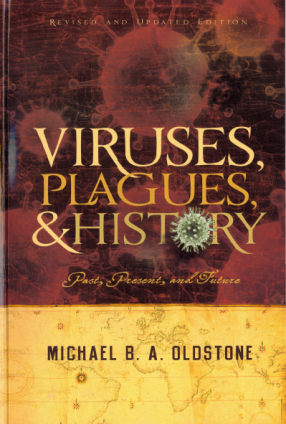 REVISED AND UPDATED EDITION
VIRUSES,
PLAGUES,
&HISTORY
Past, Present, and Future
MICHAEL B. A. OLDSTONE